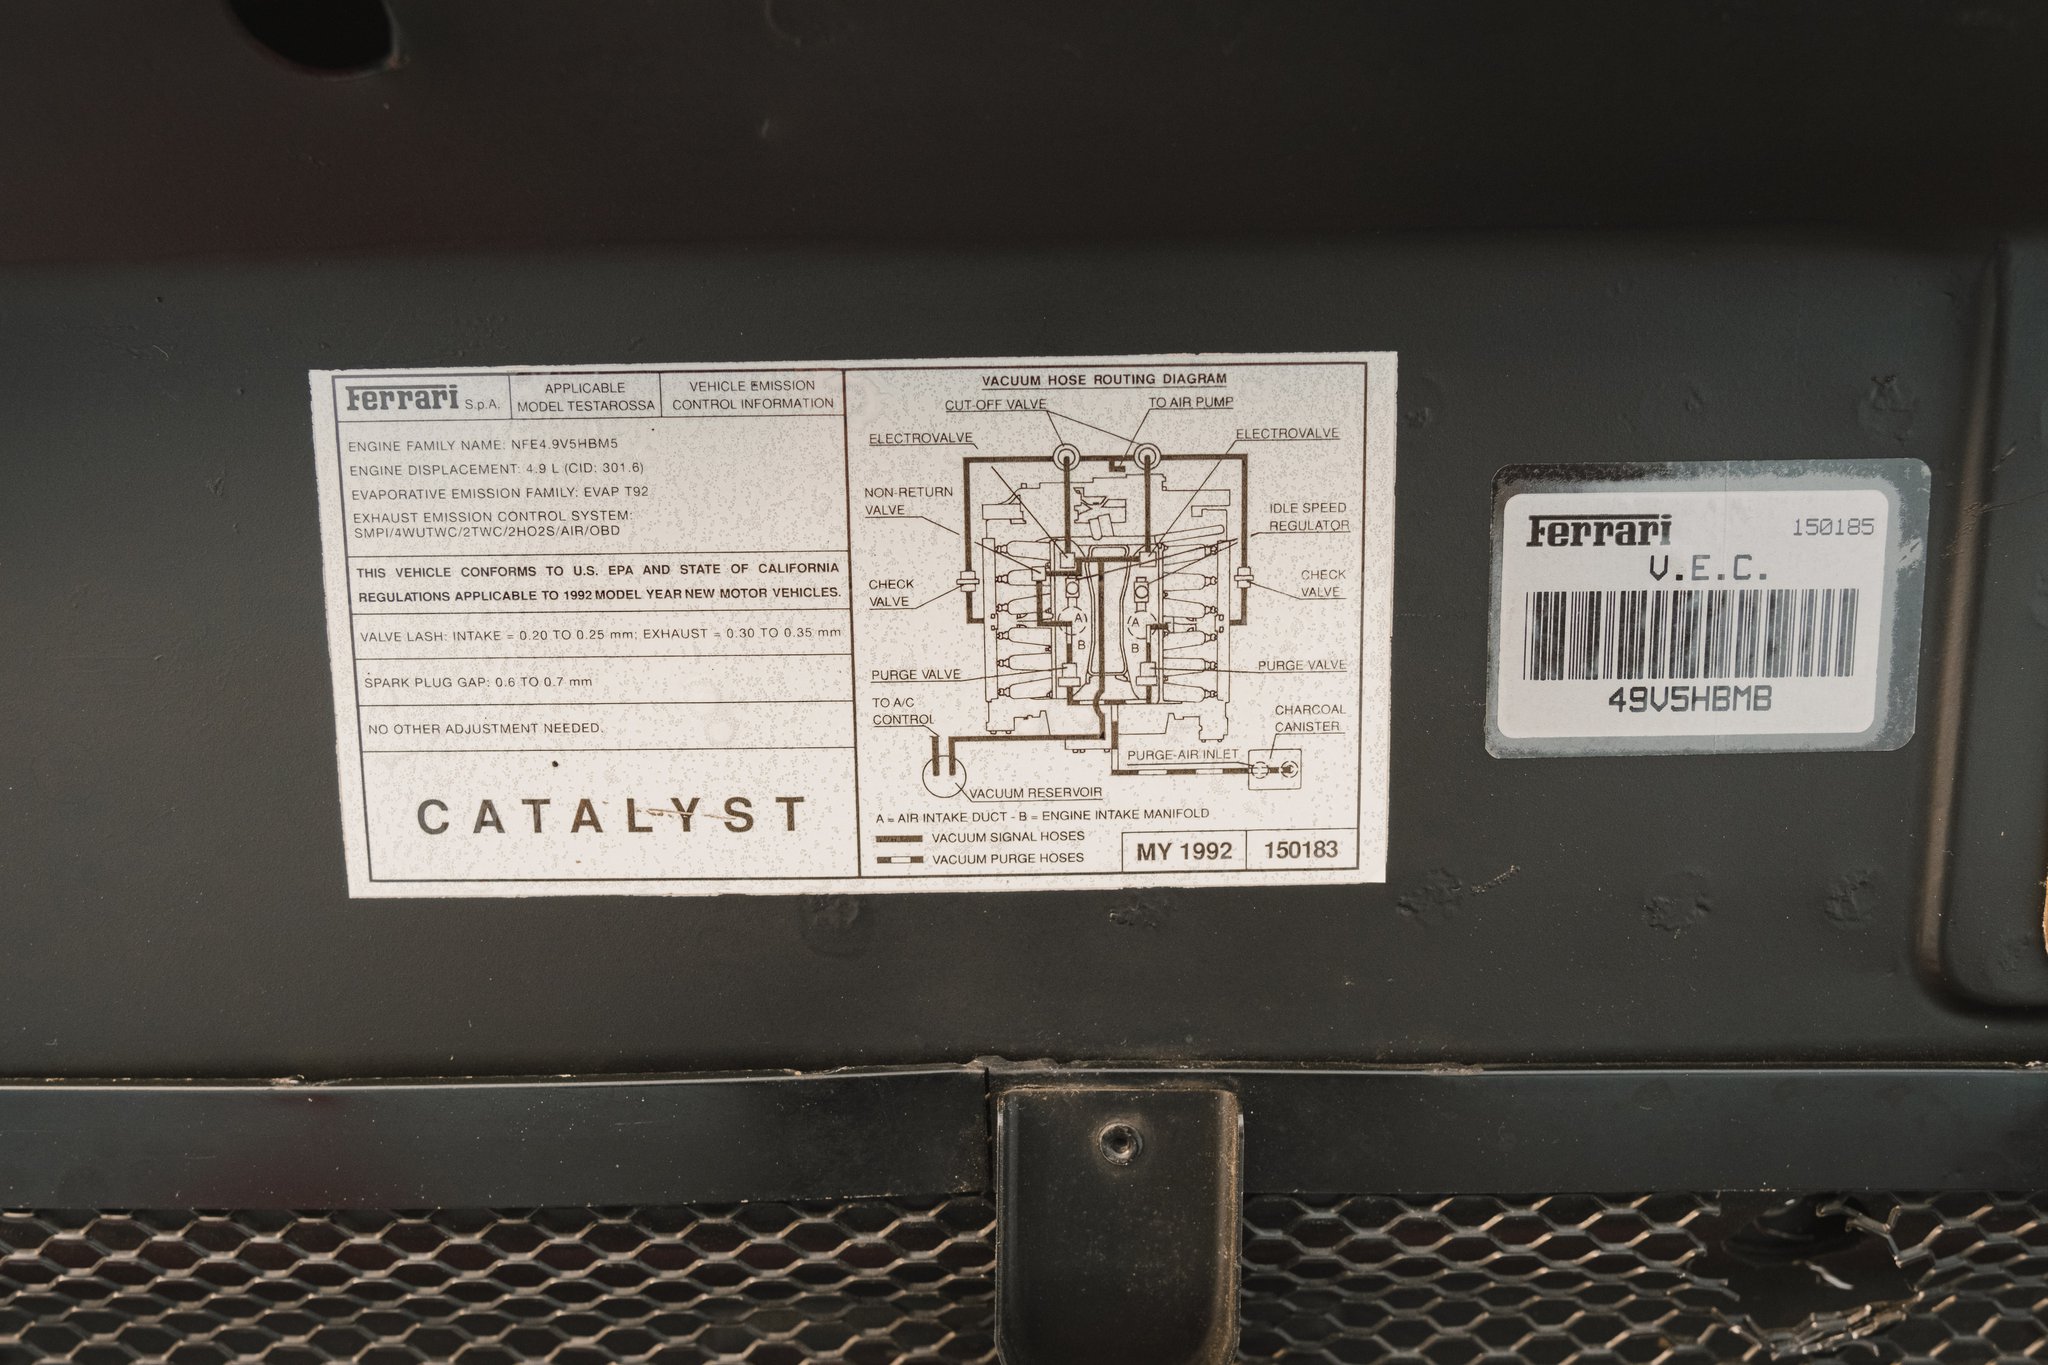 Ferrari S.p.A.
APPLICABLE
MODEL TESTAROSSA
VEHICLE EMISSION
CONTROL INFORMATION
ENGINE FAMILY NAME: NFE4.9V5HBM5
ENGINE DISPLACEMENT: 4.9 L (CID: 301.6)
EVAPORATIVE EMISSION FAMILY: EVAP T92
EXHAUST EMISSION CONTROL SYSTEM:
SMPI/4WUTWC/2TWC/2HO2S/AIR/OBD
THIS VEHICLE CONFORMS TO U.S. EPA AND STATE OF CALIFORNIA
REGULATIONS APPLICABLE TO 1992 MODEL YEAR NEW MOTOR VEHICLES.
VALVE LASH: INTAKE = 0.20 TO 0.25 mm; EXHAUST = 0.30 TO 0.35 mm
SPARK PLUG GAP: 0.6 TO 0.7 mm
NO OTHER ADJUSTMENT NEEDED.
CATALYST
VACUUM HOSE ROUTING DIAGRAM
CUT-OFF VALVE
TO AIR PUMP
ELECTROVALVE
ELECTROVALVE
NON-RETURN
VALVE
IDLE SPEED
REGULATOR
CHECK
VALVE
CHECK
VALVE
A
A
B
B
PURGE VALVE
PURGE VALVE
TO A/C
CONTROL
CHARCOAL
CANISTER
PURGE-AIR INLET
VACUUM RESERVOIR
A = AIR INTAKE DUCT - B = ENGINE INTAKE MANIFOLD
VACUUM SIGNAL HOSES
VACUUM PURGE HOSES
MY 1992
150183
Ferrari
150185
V.E.C.
49V5HBMB